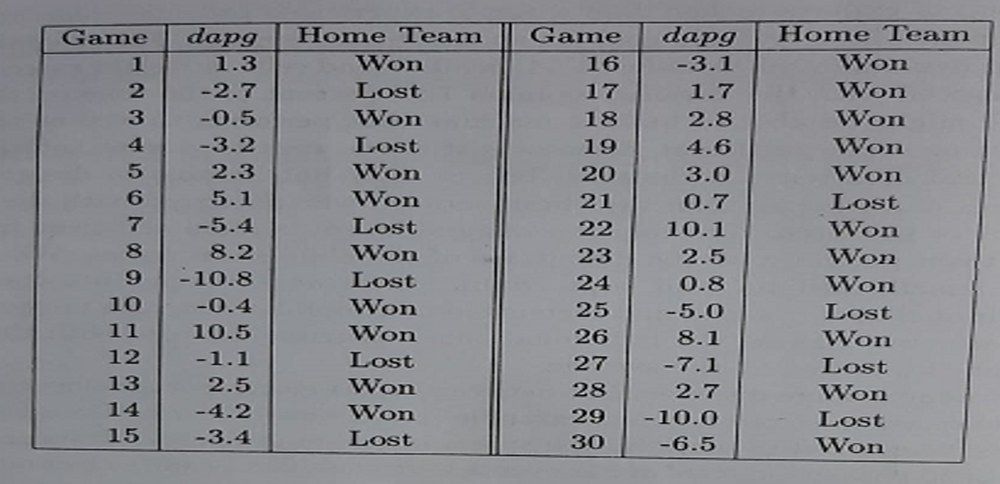 Game dapg Home Team Game dapg Home Team
1 1.3 Won 16 -3.1 Won
2 -2.7 Lost 17 1.7 Won
3 -0.5 Won 18 2.8 Won
4 -3.2 Lost 19 4.6 Won
5 2.3 Won 20 3.0 Won
6 5.1 Won 21 0.7 Lost
7 -5.4 Lost 22 10.1 Won
8 8.2 Won 23 2.5 Won
9 -10.8 Lost 24 0.8 Won
10 -0.4 Won 25 -5.0 Lost
11 10.5 Won 26 8.1 Won
12 -1.1 Lost 27 -7.1 Lost
13 2.5 Won 28 2.7 Won
14 -4.2 Won 29 -10.0 Lost
15 -3.4 Lost 30 -6.5 Won